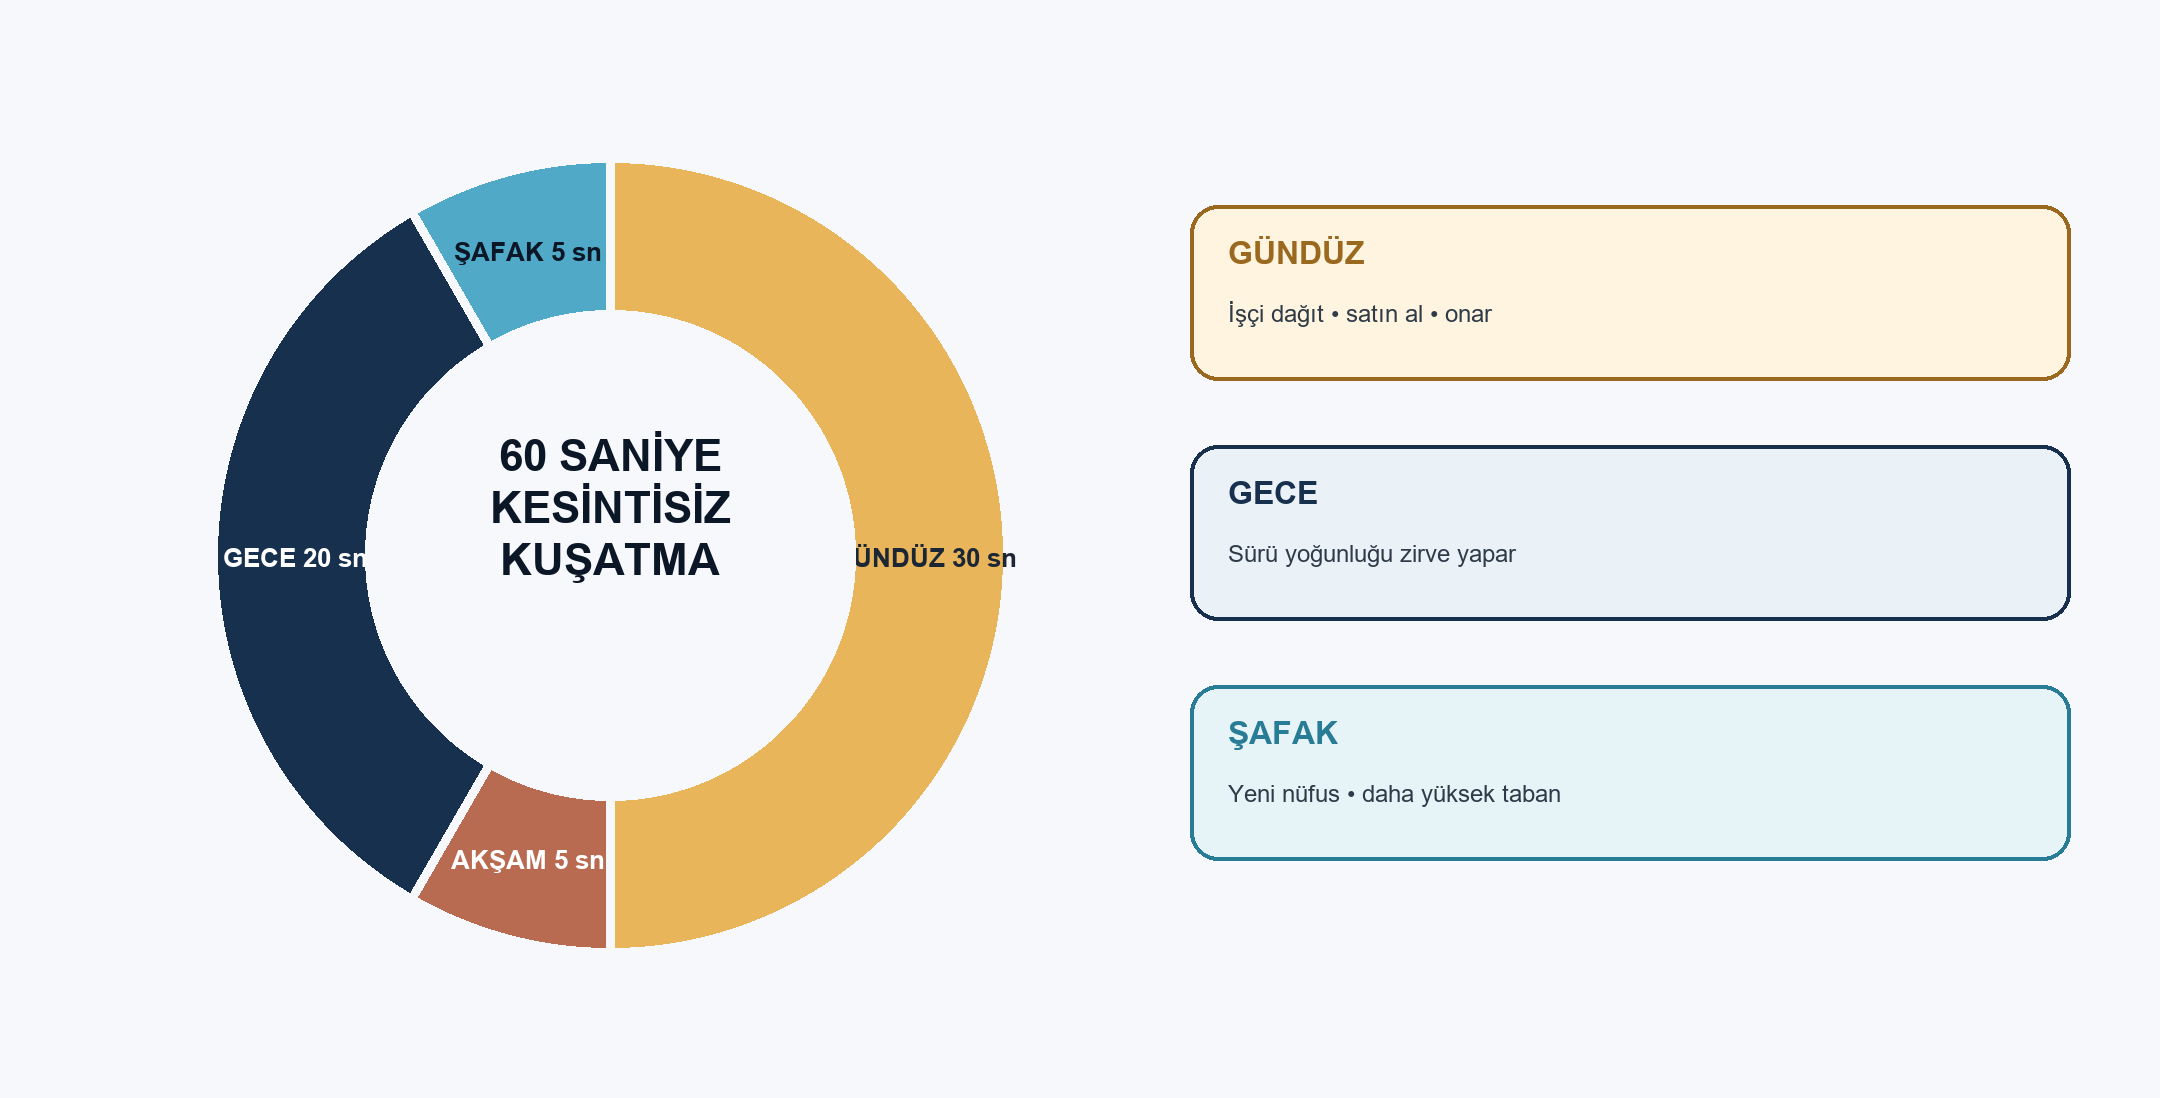 ŞAFAK 5 sn
60 SANİYE
KESİNTİSİZ
KUŞATMA
GECE 20 sn
ÜNDÜZ 30 sn
AKŞAM 5 sn
GÜNDÜZ
İşçi dağıt • satın al • onar
GECE
Sürü yoğunluğu zirve yapar
ŞAFAK
Yeni nüfus • daha yüksek taban